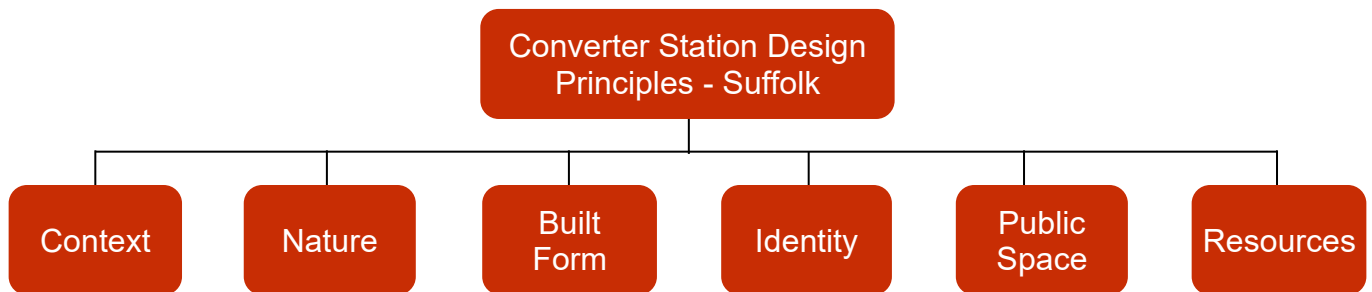 Converter Station Design
Principles - Suffolk
Context
Nature
Built
Form
Identity
Public
Space
Resources